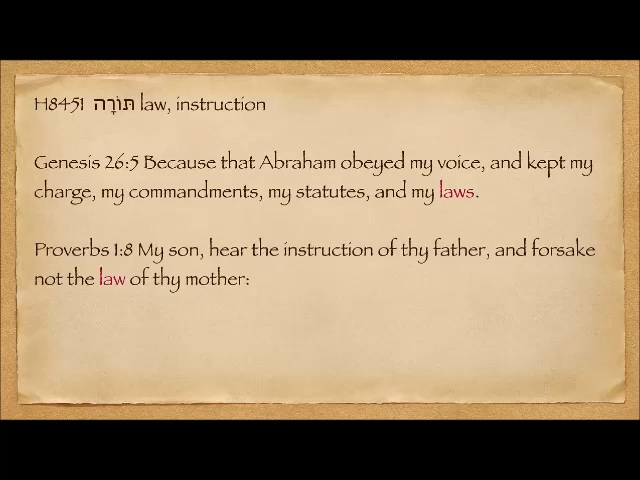 H8451 תּוֹרָה law, instruction
Genesis 26:5 Because that Abraham obeyed my voice, and kept my
charge, my commandments, my statutes, and my laws.
Proverbs 1:8 My son, hear the instruction of thy father, and forsake
not the law of thy mother: